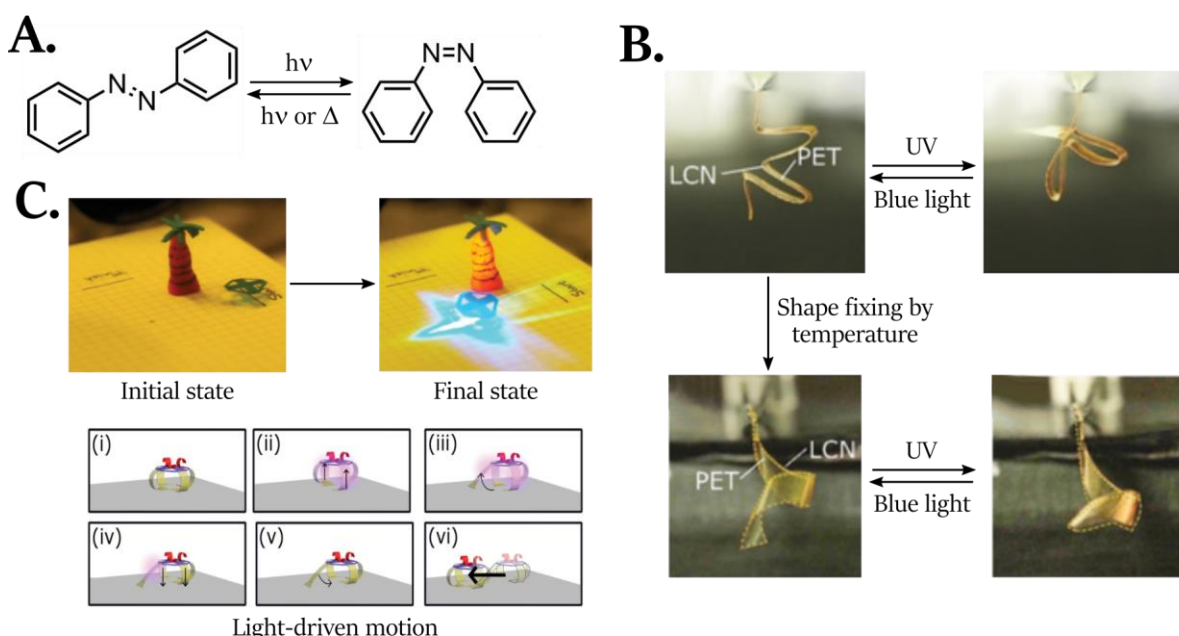 A.
N
N
hν
hν or Δ
N=N
B.
LCN
PET
UV
Blue light
Shape fixing by
temperature
PET
LCN
UV
Blue light
C.
Start
Initial state
Final state
(i)
(ii)
(iii)
(iv)
(v)
(vi)
Light-driven motion